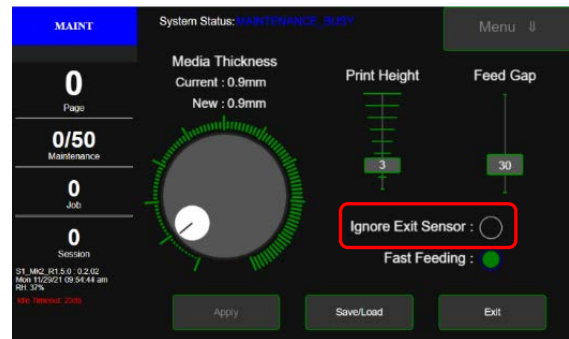 MAINT
System Status:MAINTENANCE_BUSY
Menu
0
Page
0/50
Maintenance
0
Job
0
Session
S1_MK2_R1.5.0 : 0.2.02
Mon 11/29/21 09:54:44 am
RH: 37%
Idle Timeout:
Media Thickness
Current : 0.9mm
New : 0.9mm
Print Height
3
Feed Gap
30
Ignore Exit Sensor :
Fast Feeding :
Apply
Save/Load
Exit